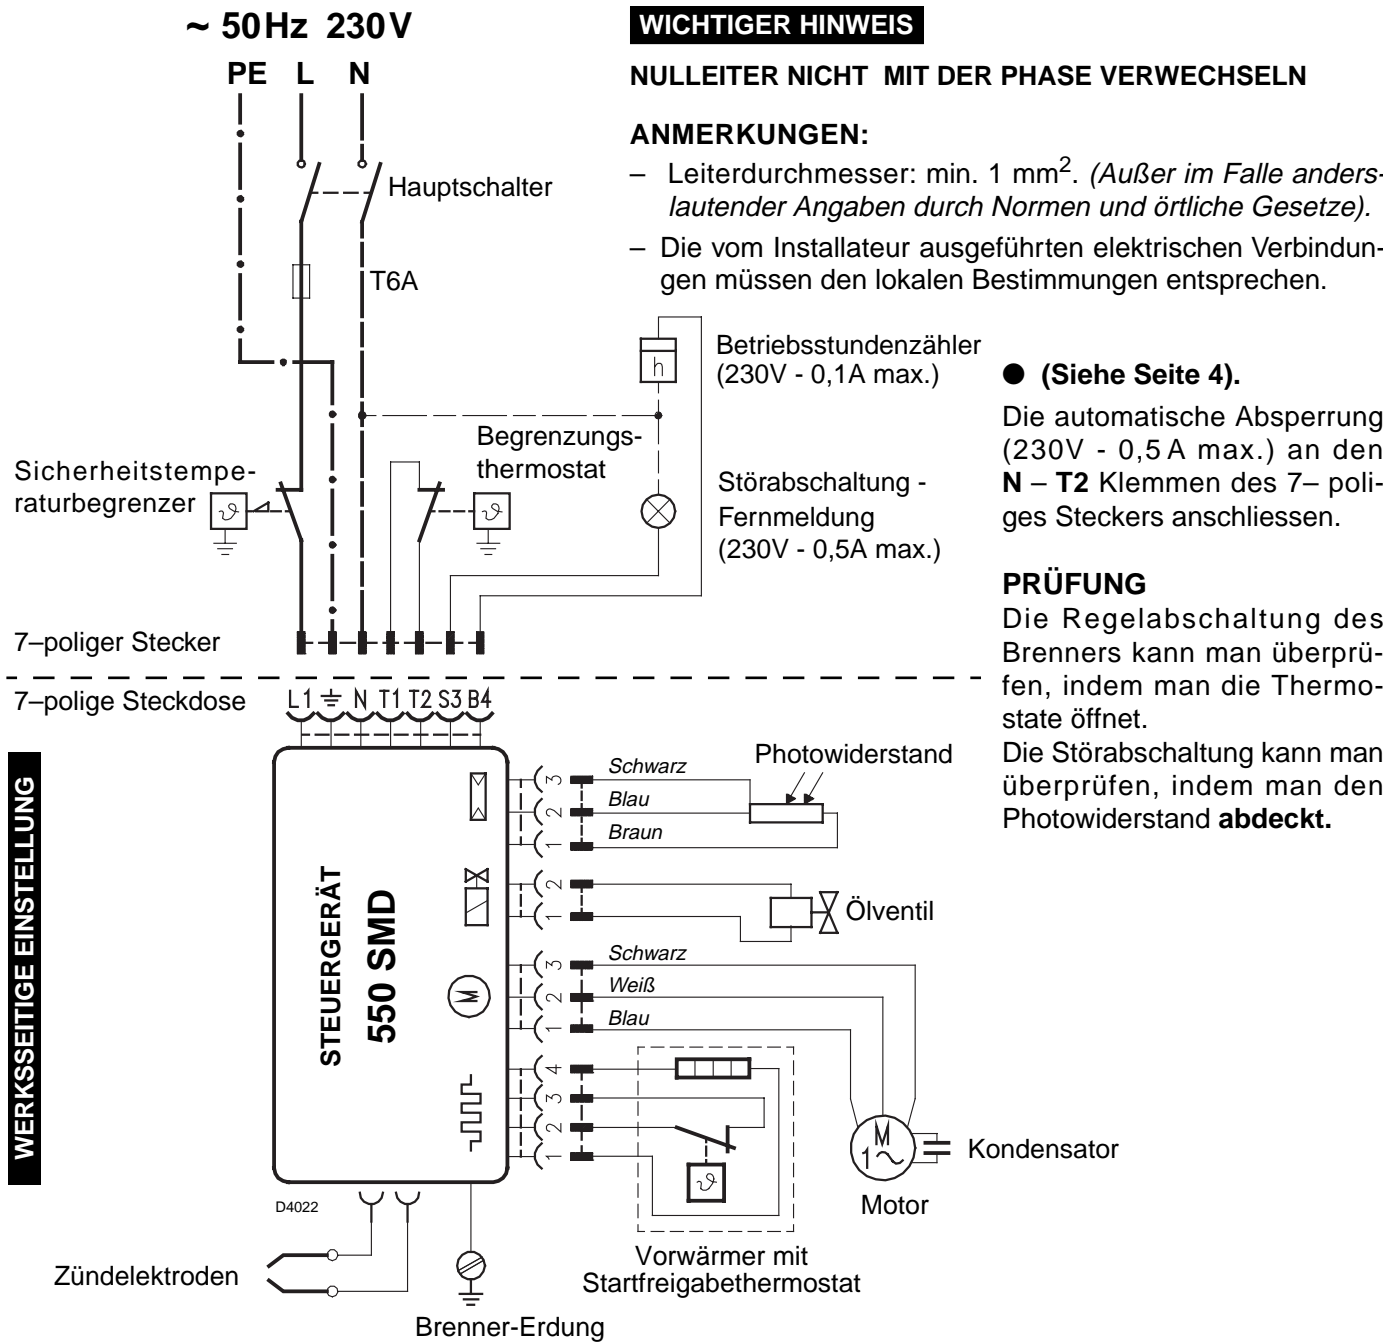 ~ 50Hz 230V
PE L N
Hauptschalter
T6A
WICHTIGER HINWEIS
NULLEITER NICHT MIT DER PHASE VERWECHSELN
ANMERKUNGEN:
– Leiterdurchmesser: min. 1 mm². (Außer im Falle anders-
lautender Angaben durch Normen und örtliche Gesetze).
– Die vom Installateur ausgeführten elektrischen Verbindun-
gen müssen den lokalen Bestimmungen entsprechen.
h
Betriebsstundenzähler
(230V - 0,1A max.)
Begrenzungs-
thermostat
ϑ
Sicherheitstempe-
raturbegrenzer
ϑ
Störabschaltung -
Fernmeldung
(230V - 0,5A max.)
● (Siehe Seite 4).
Die automatische Absperrung
(230V - 0,5 A max.) an den
N – T2 Klemmen des 7– poli-
ges Steckers anschliessen.
PRÜFUNG
Die Regelabschaltung des
Brenners kann man überprü-
fen, indem man die Thermo-
state öffnet.
Die Störabschaltung kann man
überprüfen, indem man den
Photowiderstand abdeckt.
7–poliger Stecker
7–polige Steckdose
L1 N T1 T2 S3 B4
WERKSSEITIGE EINSTELLUNG
STEUERGERÄT
550 SMD
M
3 Schwarz
2 Blau
1 Braun
Photowiderstand
2
1
Ölventil
3 Schwarz
2 Weiß
1 Blau
4
3
2
1
ϑ
M
1~
Kondensator
Motor
Vorwärmer mit
Startfreigabethermostat
D4022
Zündelektroden
Brenner-Erdung